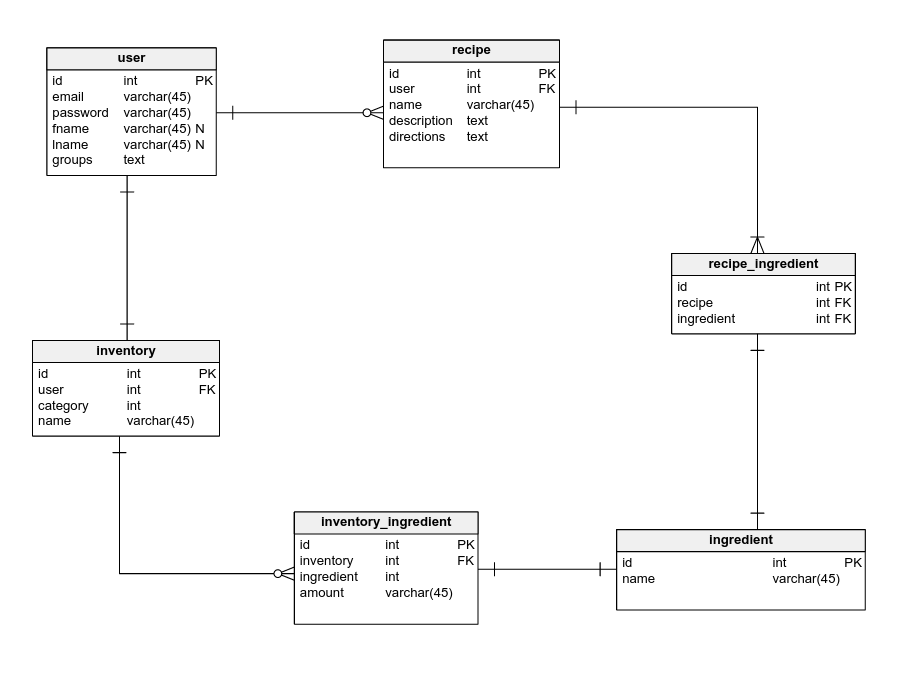 user
id int PK
email varchar(45)
password varchar(45)
fname varchar(45) N
lname varchar(45) N
groups text
recipe
id int PK
user int FK
name varchar(45)
description text
directions text
recipe_ingredient
id int PK
recipe int FK
ingredient int FK
inventory
id int PK
user int FK
category int
name varchar(45)
inventory_ingredient
id int PK
inventory int FK
ingredient int
amount varchar(45)
ingredient
id int PK
name varchar(45)